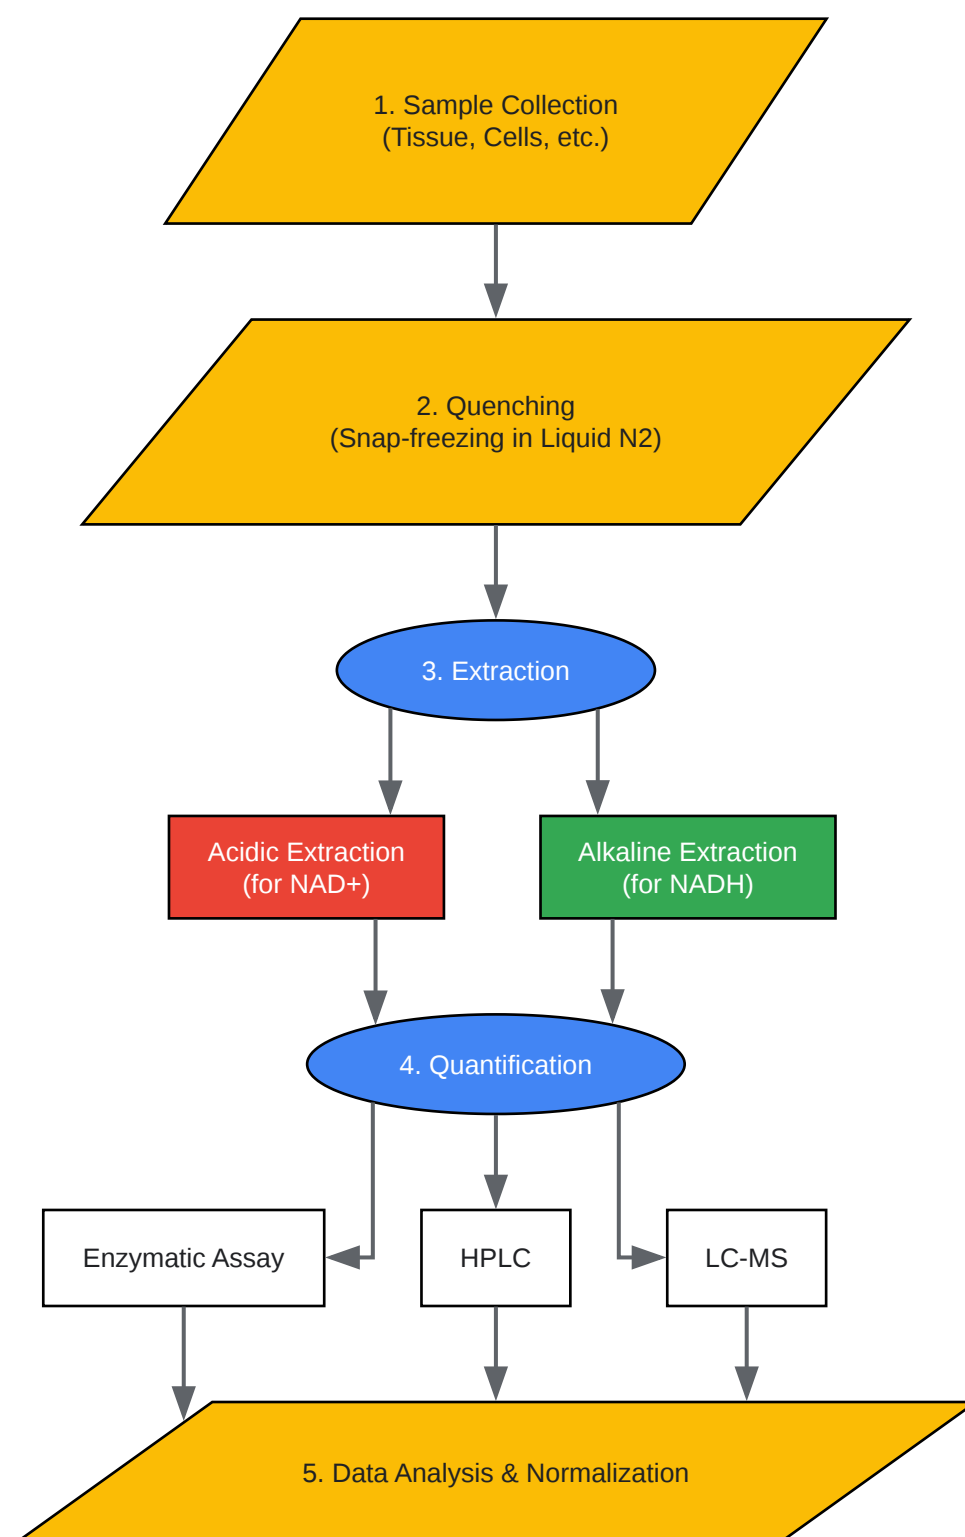 1. Sample Collection
(Tissue, Cells, etc.)
2. Quenching
(Snap-freezing in Liquid N2)
3. Extraction
Acidic Extraction
(for NAD+)
Alkaline Extraction
(for NADH)
4. Quantification
Enzymatic Assay
HPLC
LC-MS
5. Data Analysis & Normalization